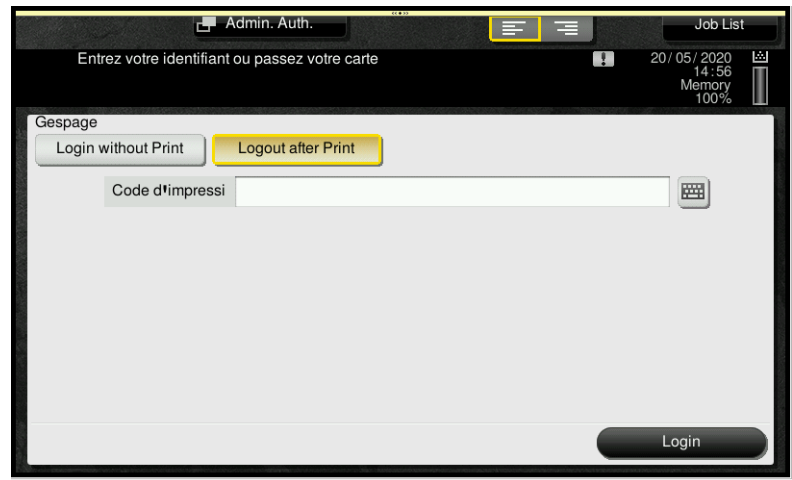 Admin. Auth.
Job List
Entrez votre identifiant ou passez votre carte
20/05/2020
14:56
Memory
100%
Gespage
Login without Print
Logout after Print
Code d'impressi
Login